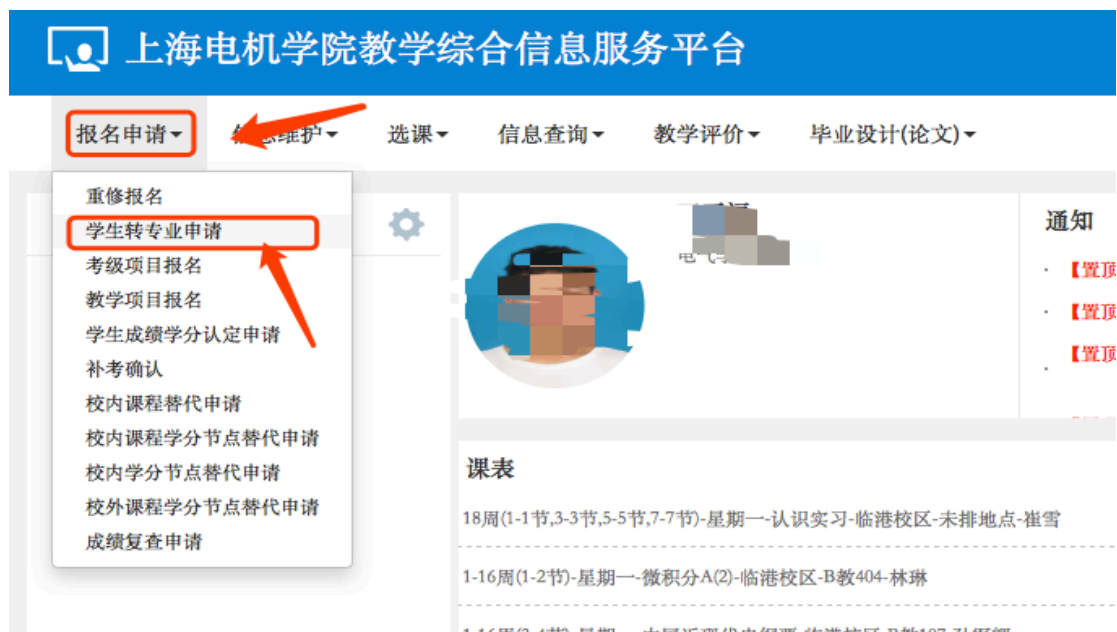 上海电机学院教学综合信息服务平台
报名申请 维护 选课 信息查询 教学评价 毕业设计(论文)
重修报名
学生转专业申请
考级项目报名
教学项目报名
学生成绩学分认定申请
补考确认
校内课程替代申请
校内课程学分节点替代申请
校内学分节点替代申请
校外课程学分节点替代申请
成绩复查申请
通知
【置顶
【置顶
【置顶
课表
18周(1-1节,3-3节,5-5节,7-7节)-星期一-认识实习-临港校区-未排地点-崔雪
1-16周(1-2节)-星期一-微积分A(2)-临港校区-B教404-林琳